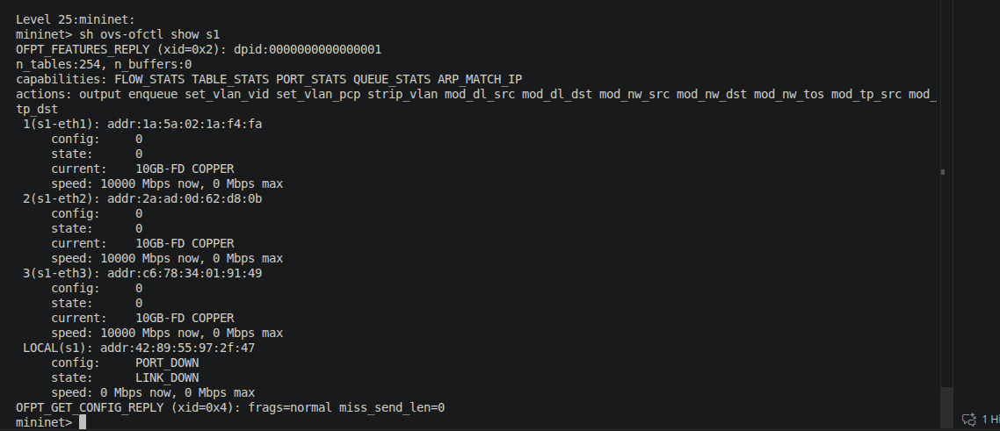 Level 25:mininet:
mininet> sh ovs-ofctl show s1
OFPT_FEATURES_REPLY (xid=0x2): dpid:0000000000000001
n_tables:254, n_buffers:0
capabilities: FLOW_STATS TABLE_STATS PORT_STATS QUEUE_STATS ARP_MATCH_IP
actions: output enqueue set_vlan_vid set_vlan_pcp strip_vlan mod_dl_src mod_dl_dst mod_nw_src mod_nw_dst mod_nw_tos mod_tp_src mod_
tp_dst
 1(s1-eth1): addr:1a:5a:02:1a:f4:fa
     config:     0
     state:      0
     current:    10GB-FD COPPER
     speed: 10000 Mbps now, 0 Mbps max
 2(s1-eth2): addr:2a:ad:0d:62:d8:0b
     config:     0
     state:      0
     current:    10GB-FD COPPER
     speed: 10000 Mbps now, 0 Mbps max
 3(s1-eth3): addr:c6:78:34:01:91:49
     config:     0
     state:      0
     current:    10GB-FD COPPER
     speed: 10000 Mbps now, 0 Mbps max
 LOCAL(s1): addr:42:89:55:97:2f:47
     config:     PORT_DOWN
     state:      LINK_DOWN
     speed: 0 Mbps now, 0 Mbps max
OFPT_GET_CONFIG_REPLY (xid=0x4): frags=normal miss_send_len=0
mininet>
1 Hi